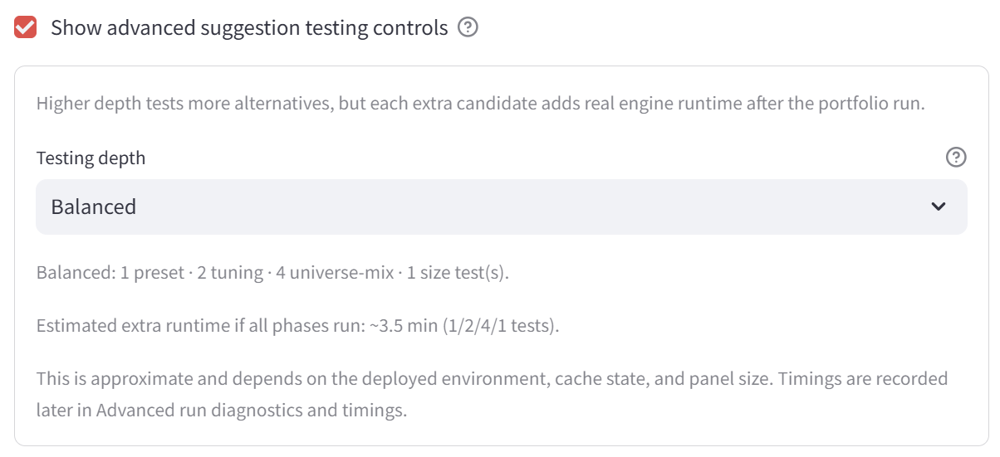 Show advanced suggestion testing controls
Higher depth tests more alternatives, but each extra candidate adds real engine runtime after the portfolio run.
Testing depth
Balanced
Balanced: 1 preset · 2 tuning · 4 universe-mix · 1 size test(s).
Estimated extra runtime if all phases run: ~3.5 min (1/2/4/1 tests).
This is approximate and depends on the deployed environment, cache state, and panel size. Timings are recorded
later in Advanced run diagnostics and timings.